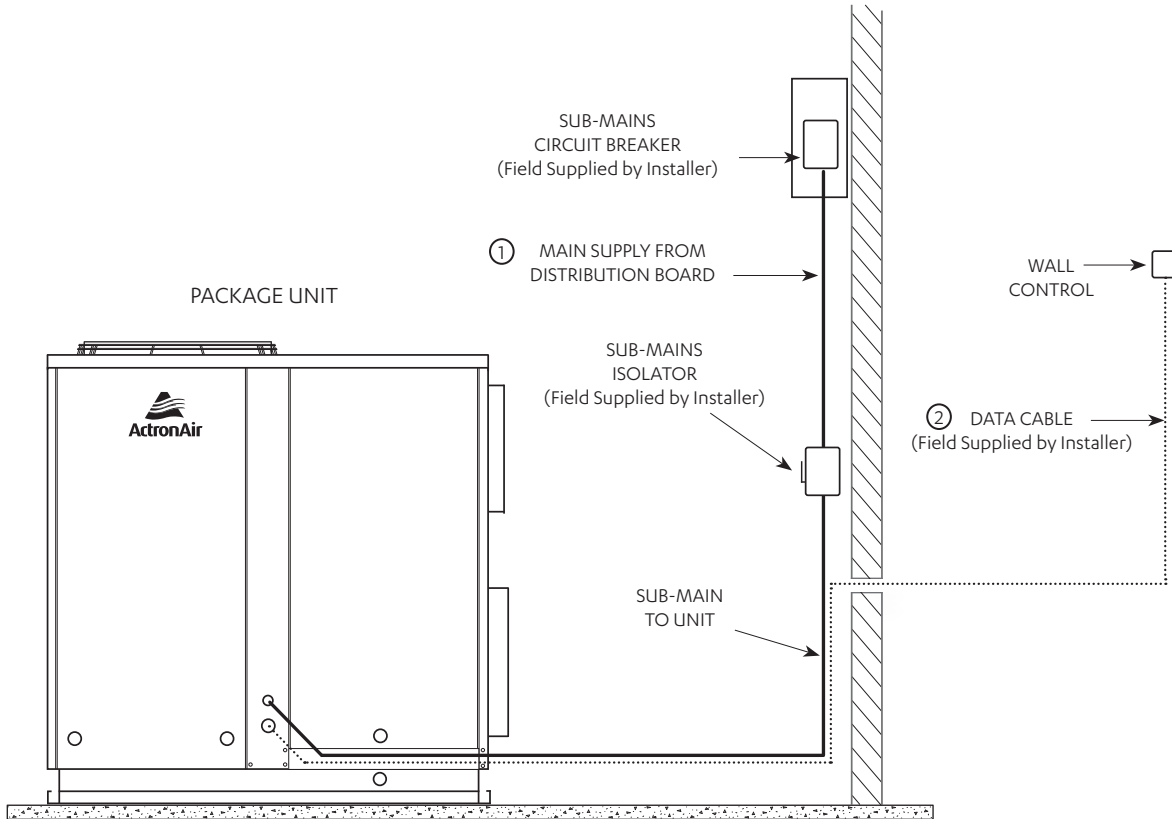 SUB-MAINS
CIRCUIT BREAKER
(Field Supplied by Installer)
1 MAIN SUPPLY FROM
DISTRIBUTION BOARD
WALL
CONTROL
PACKAGE UNIT
SUB-MAINS
ISOLATOR
(Field Supplied by Installer)
ActronAir
2 DATA CABLE
(Field Supplied by Installer)
SUB-MAIN
TO UNIT